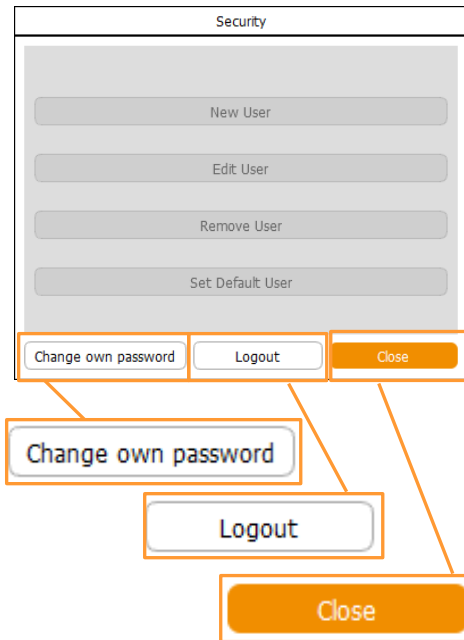 Security
New User
Edit User
Remove User
Set Default User
Change own password Logout Close
Change own password
Logout
Close